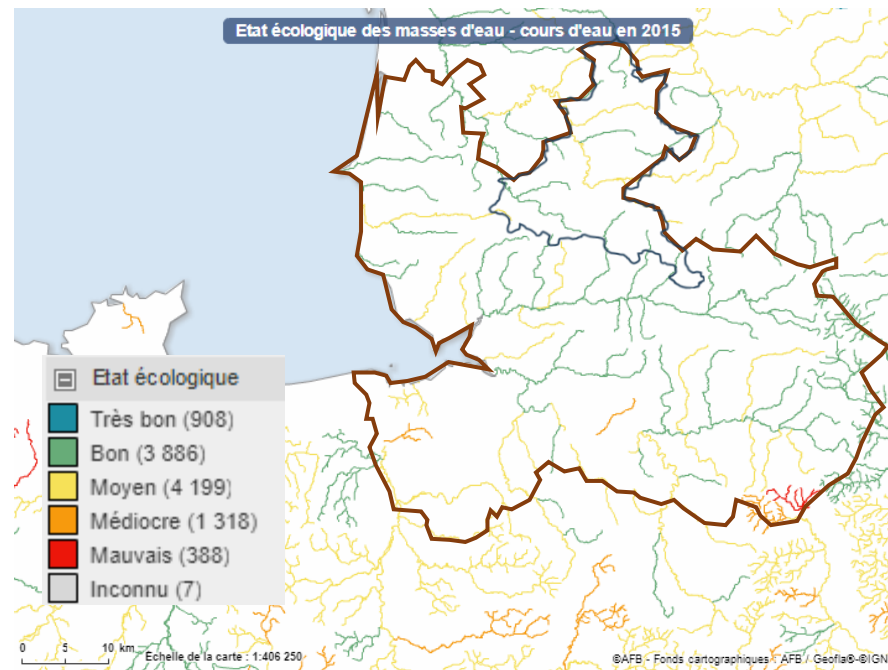 Etat écologique des masses d'eau - cours d'eau en 2015
Etat écologique
Très bon (908)
Bon (3 886)
Moyen (4 199)
Médiocre (1 318)
Mauvais (388)
Inconnu (7)
0 5 10 km
Echelle de la carte : 1:406 250
©AFB - Fonds cartographiques : AFB / Geofla®-©IGN